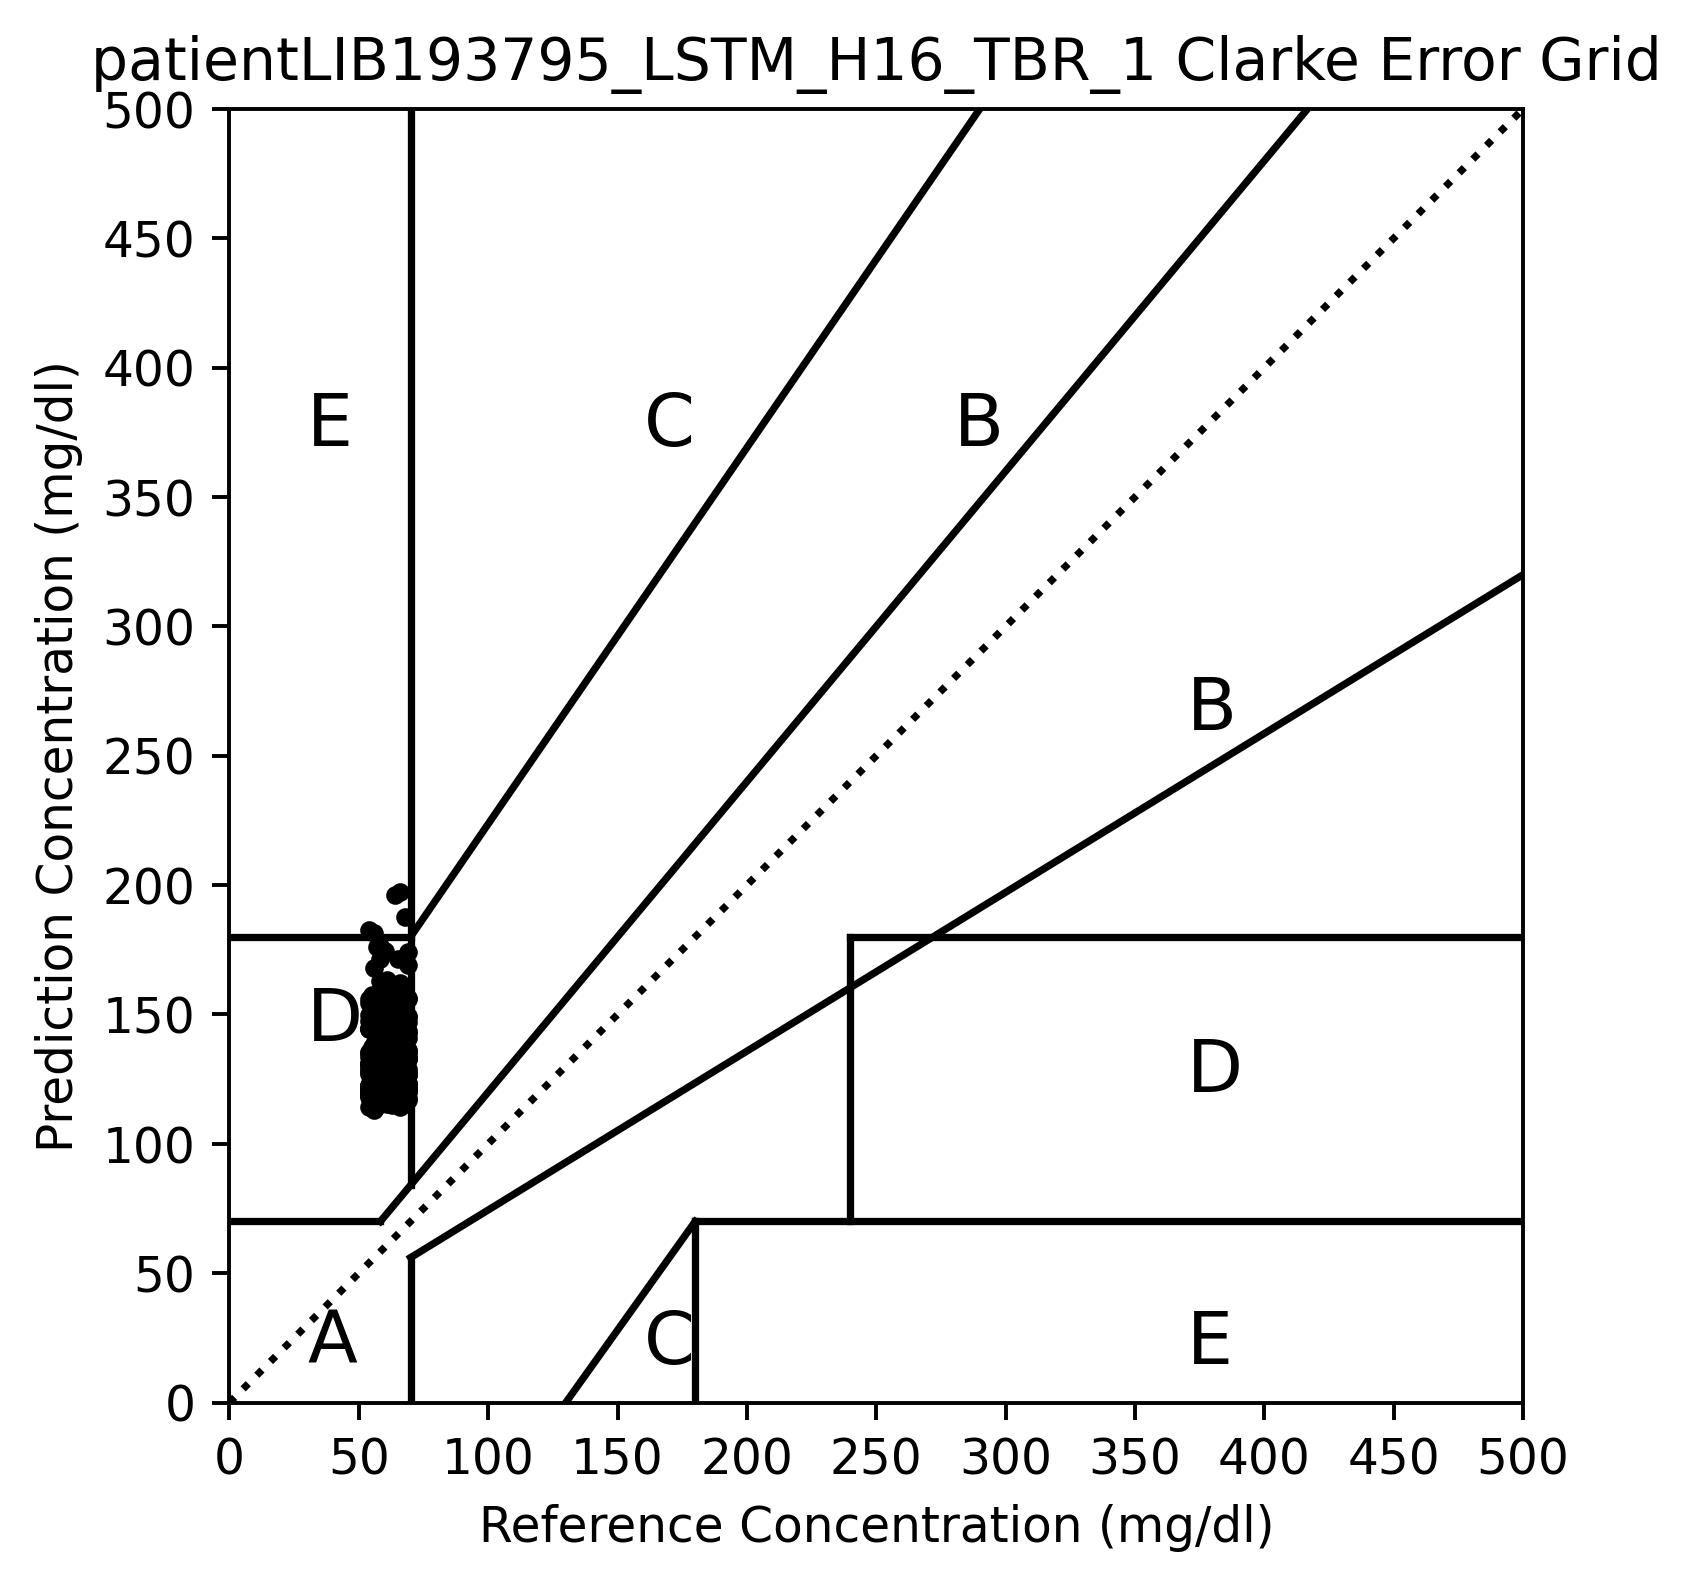 patientLIB193795_LSTM_H16_TBR_1 Clarke Error Grid
500
450
400
350
300
250
200
150
100
50
0
Prediction Concentration (mg/dl)
E
C
B
B
D
D
A
C
E
0 50 100 150 200 250 300 350 400 450 500
Reference Concentration (mg/dl)